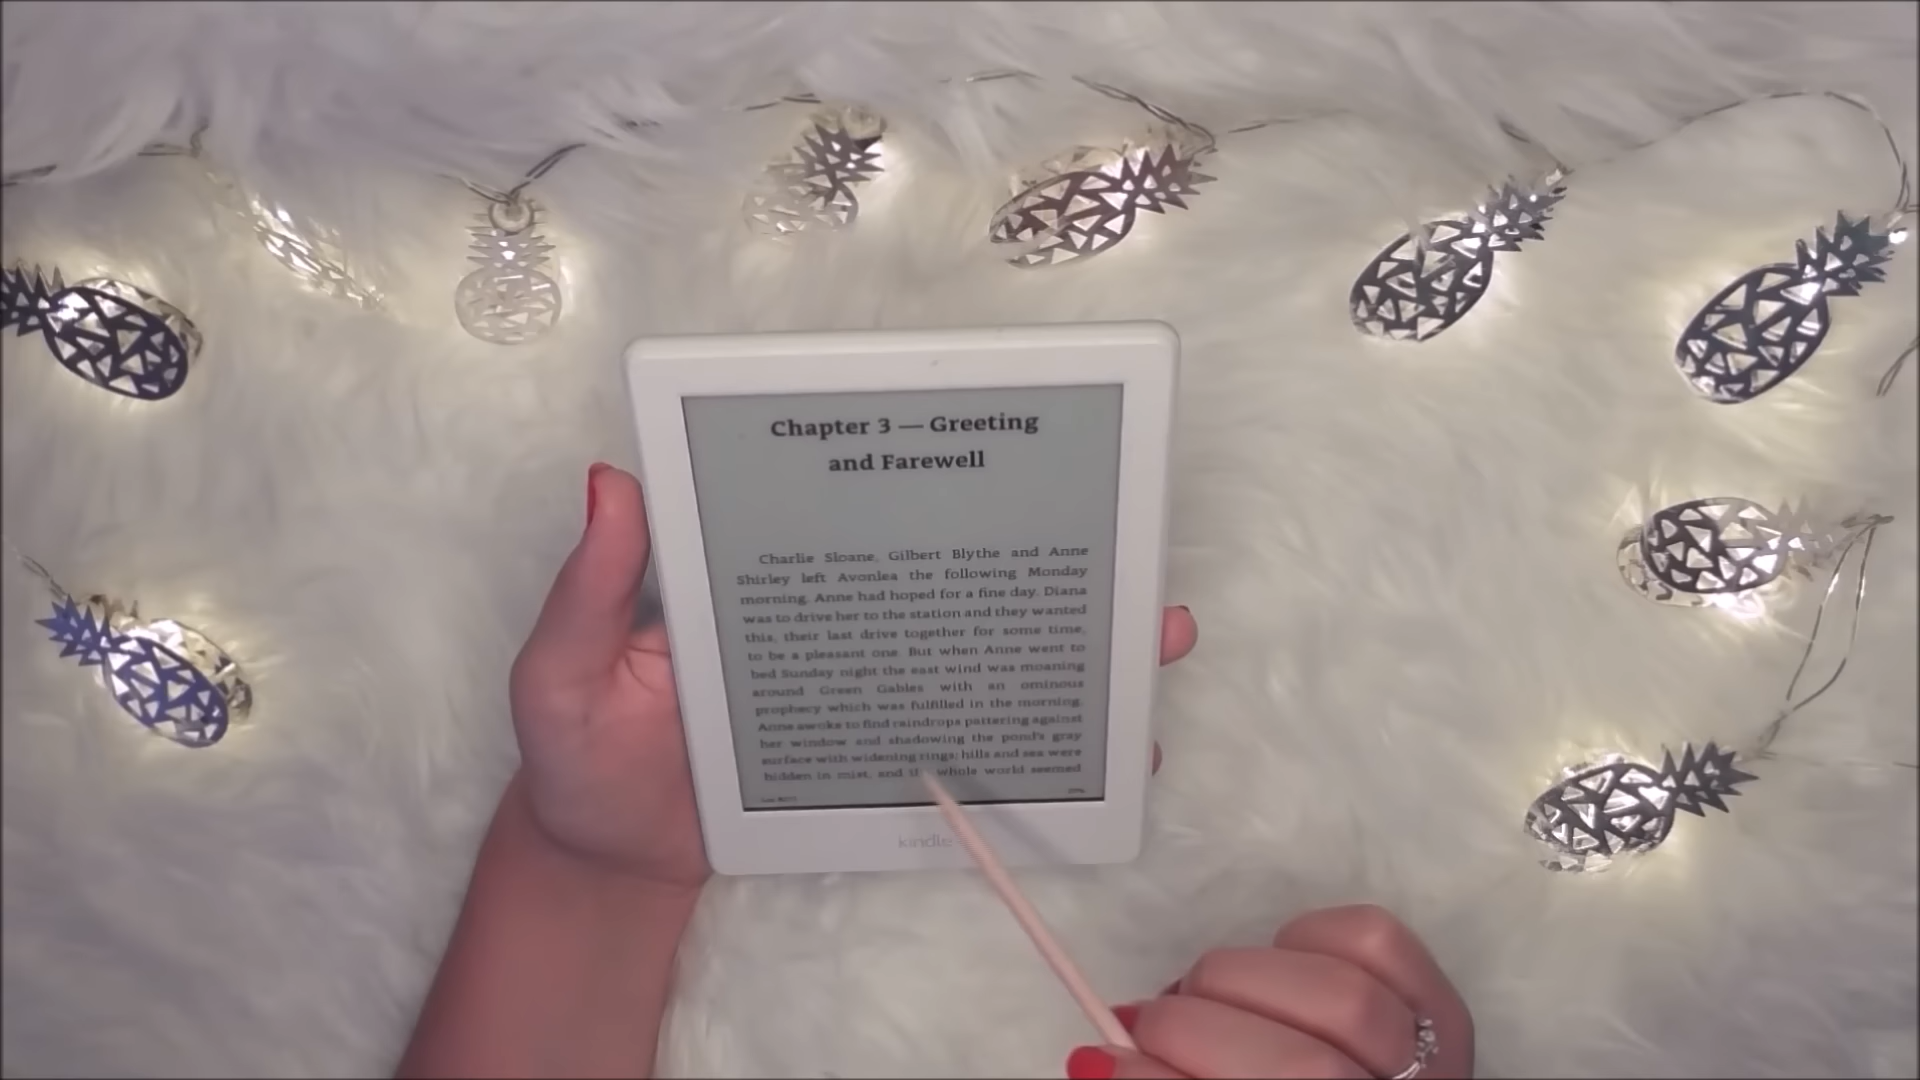 Chapter 3 — Greeting
and Farewell
Charlie Sloane, Gilbert Blythe and Anne
Shirley left Avonlea the following Monday
morning. Anne had hoped for a fine day. Diana
was to drive her to the station and they wanted
this, their last drive together for some time,
to be a pleasant one. But when Anne went to
bed Sunday night the east wind was moaning
around Green Gables with an ominous
prophecy which was fulfilled in the morning.
Anne awoke to find raindrops pattering against
her window and shadowing the pond's gray
surface with widening rings; hills and sea were
hidden in mist, and the whole world seemed
kindle